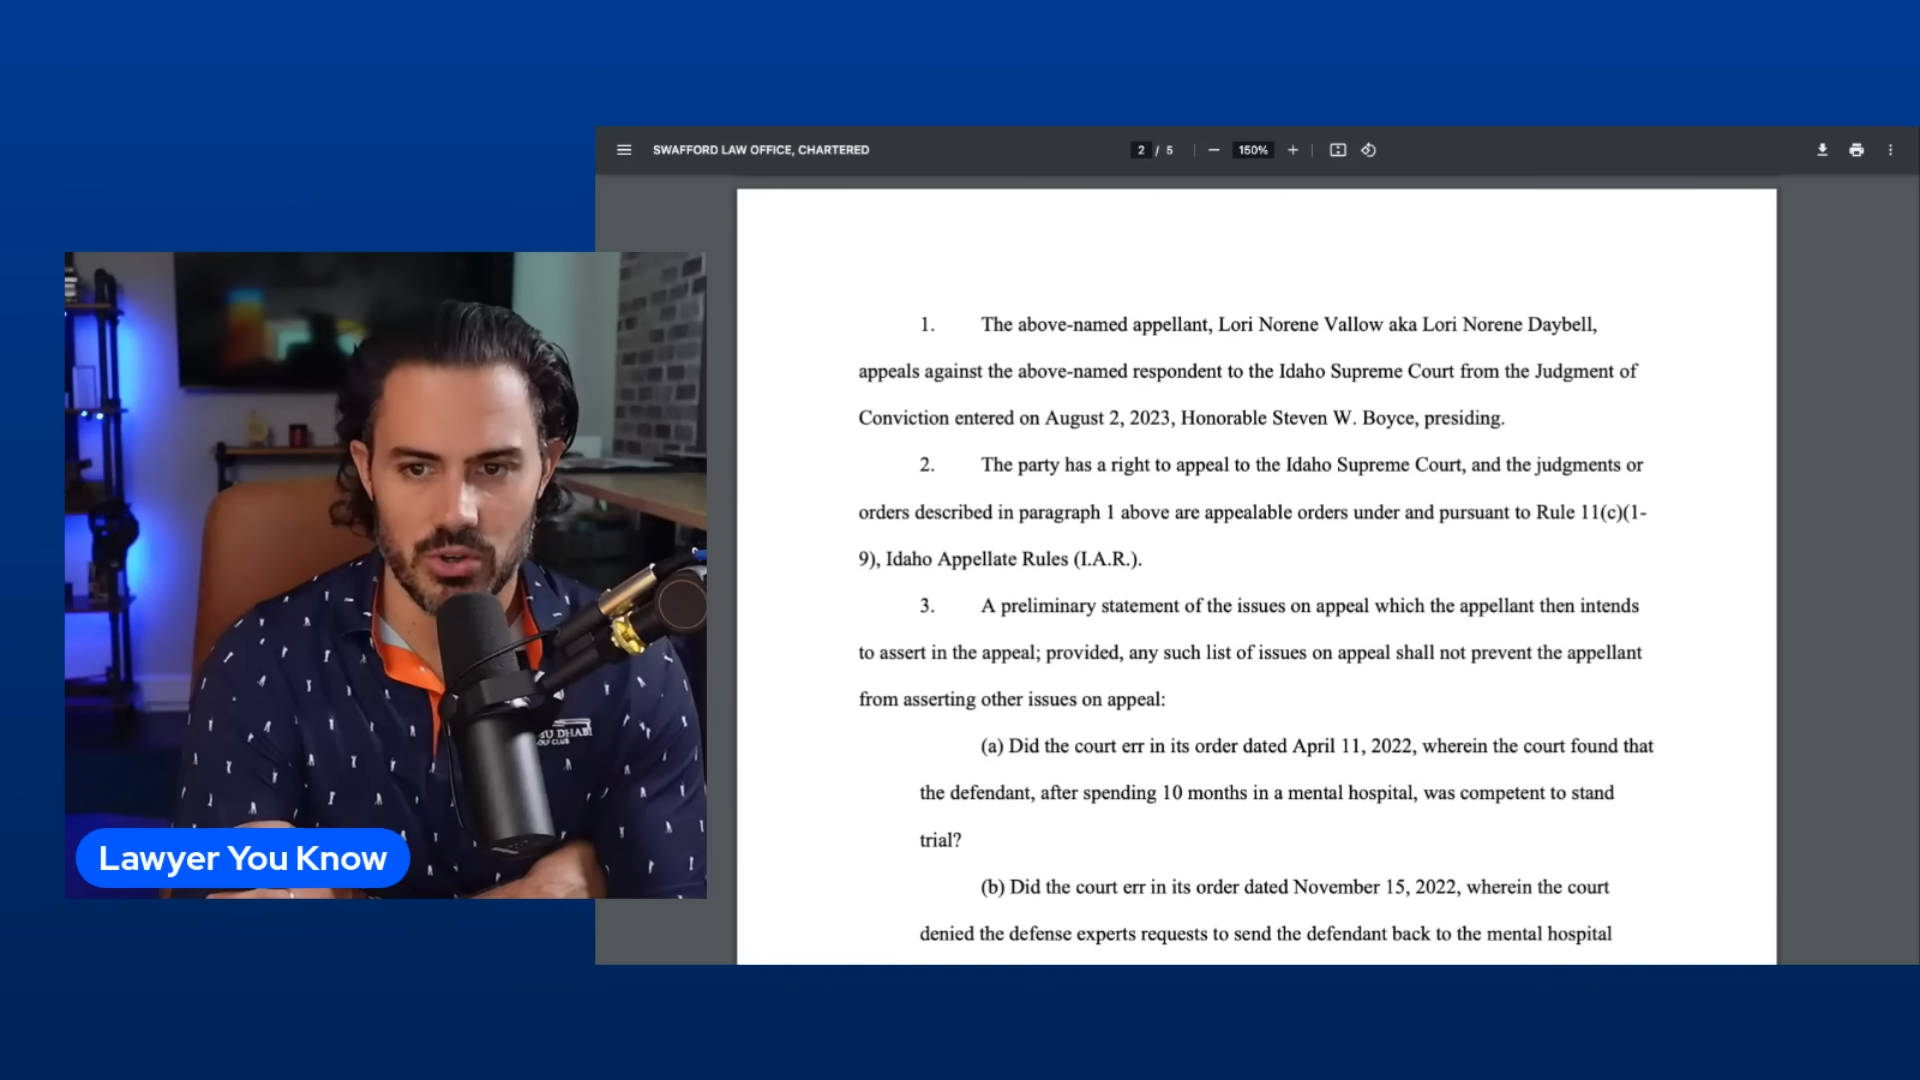 SWAFFORD LAW OFFICE, CHARTERED
2 / 5
150%
1. The above-named appellant, Lori Norene Vallow aka Lori Norene Daybell,
appeals against the above-named respondent to the Idaho Supreme Court from the Judgment of
Conviction entered on August 2, 2023, Honorable Steven W. Boyce, presiding.
2. The party has a right to appeal to the Idaho Supreme Court, and the judgments or
orders described in paragraph 1 above are appealable orders under and pursuant to Rule 11(c)(1-
9), Idaho Appellate Rules (I.A.R.).
3. A preliminary statement of the issues on appeal which the appellant then intends
to assert in the appeal; provided, any such list of issues on appeal shall not prevent the appellant
from asserting other issues on appeal:
(a) Did the court err in its order dated April 11, 2022, wherein the court found that
the defendant, after spending 10 months in a mental hospital, was competent to stand
trial?
(b) Did the court err in its order dated November 15, 2022, wherein the court
denied the defense experts requests to send the defendant back to the mental hospital
DHABI
Lawyer You Know